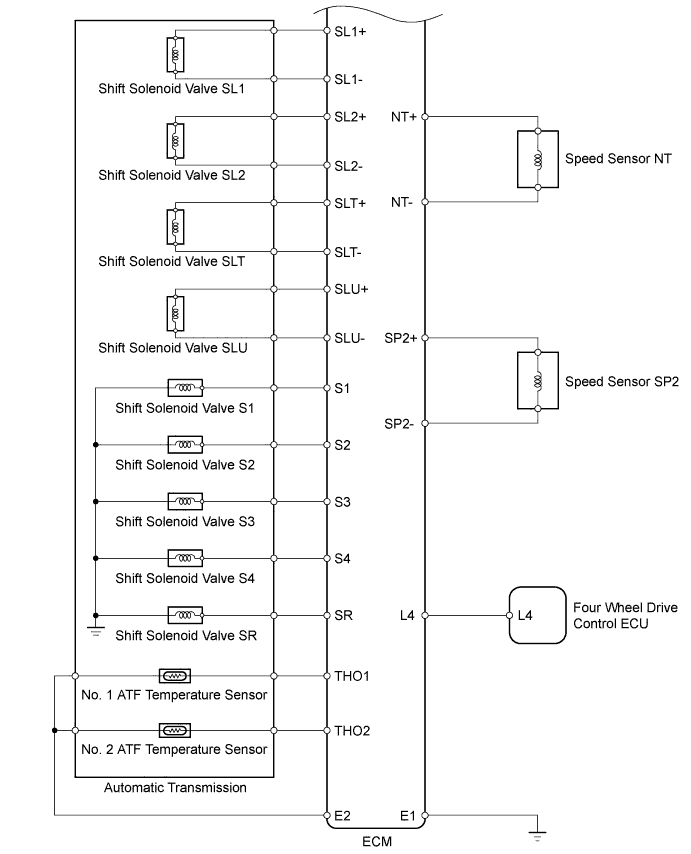 SL1+
Shift Solenoid Valve SL1
SL1-
SL2+
NT+
Speed Sensor NT
Shift Solenoid Valve SL2
SL2-
SLT+
NT-
Shift Solenoid Valve SLT
SLT-
SLU+
Shift Solenoid Valve SLU
SLU-
SP2+
Speed Sensor SP2
S1
Shift Solenoid Valve S1
SP2-
S2
Shift Solenoid Valve S2
S3
Shift Solenoid Valve S3
S4
Shift Solenoid Valve S4
SR
L4
L4
Four Wheel Drive
Control ECU
Shift Solenoid Valve SR
THO1
No. 1 ATF Temperature Sensor
THO2
No. 2 ATF Temperature Sensor
Automatic Transmission
E2
E1
ECM